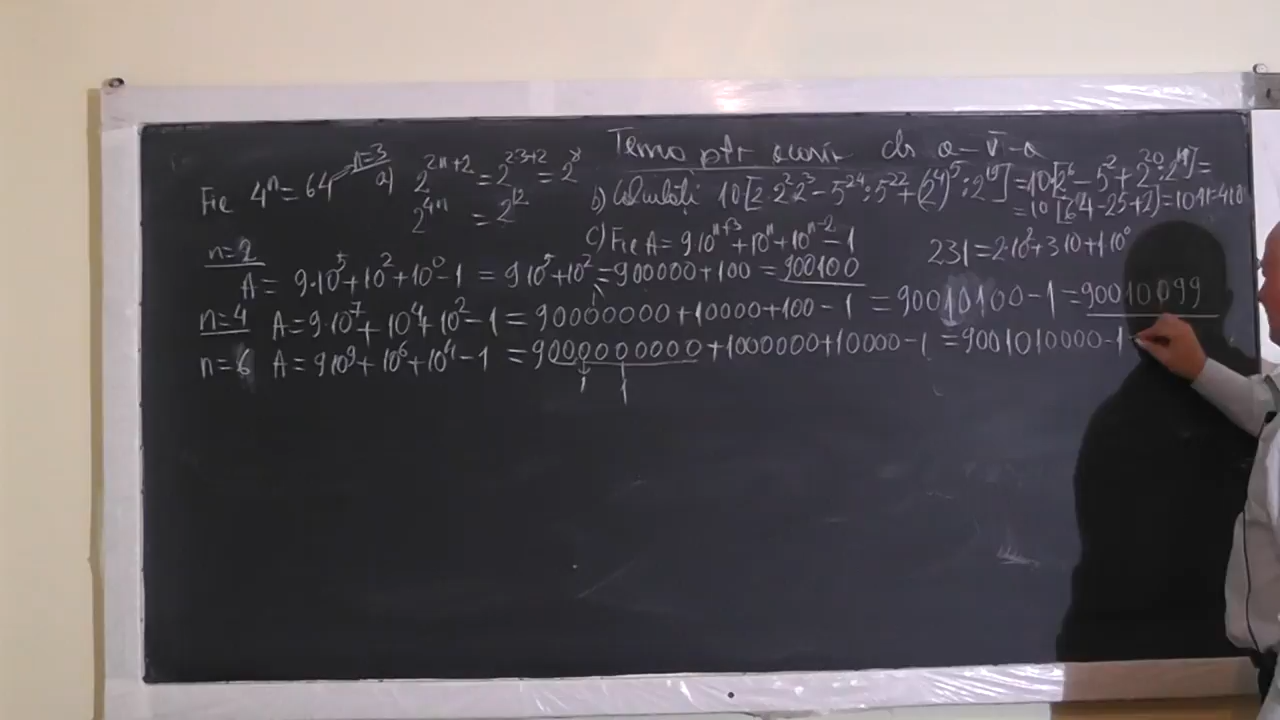 Tema ptr acasă cls a-V-a
Fie 4ⁿ = 64 n=3
a) 2²ⁿ⁺² = 2²·³⁺² = 2⁸
2⁴ⁿ = 2¹²
b) Calculați 10[2·2²·2³ - 5²⁴:5²² + (2⁴)⁵:2¹⁹] = 10[2⁶ - 5² + 2²⁰:2¹⁹] =
= 10[64-25+2] = 10·41 = 410
c) Fie A = 9·10ⁿ⁺³ + 10ⁿ + 10ⁿ⁻² - 1
231 = 2·10² + 3·10 + 1·10⁰
n=2
A = 9·10⁵ + 10² + 10⁰ - 1 = 9·10⁵ + 10² = 900000 + 100 = 900100
n=4 A = 9·10⁷ + 10⁴ + 10² - 1 = 90000000 + 10000 + 100 - 1 = 90010100 - 1 = 90010099
n=6 A = 9·10⁹ + 10⁶ + 10⁴ - 1 = 9000000000 + 1000000 + 10000 - 1 = 9001010000 - 1
1 1